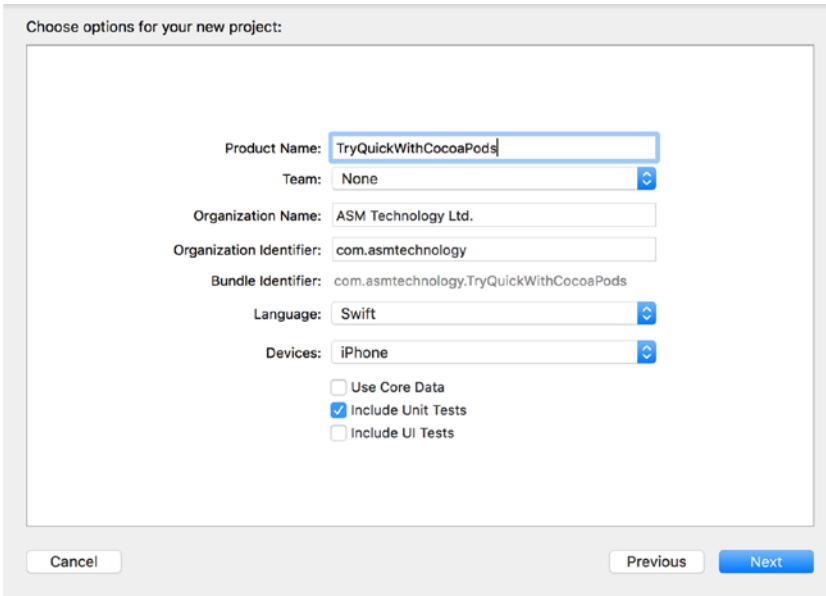 Choose options for your new project:
Product Name: TryQuickWithCocoaPods
Team: None
Organization Name: ASM Technology Ltd.
Organization Identifier: com.asmtechnology
Bundle Identifier: com.asmtechnology.TryQuickWithCocoaPods
Language: Swift
Devices: iPhone
Use Core Data
Include Unit Tests
Include UI Tests
Cancel Previous Next